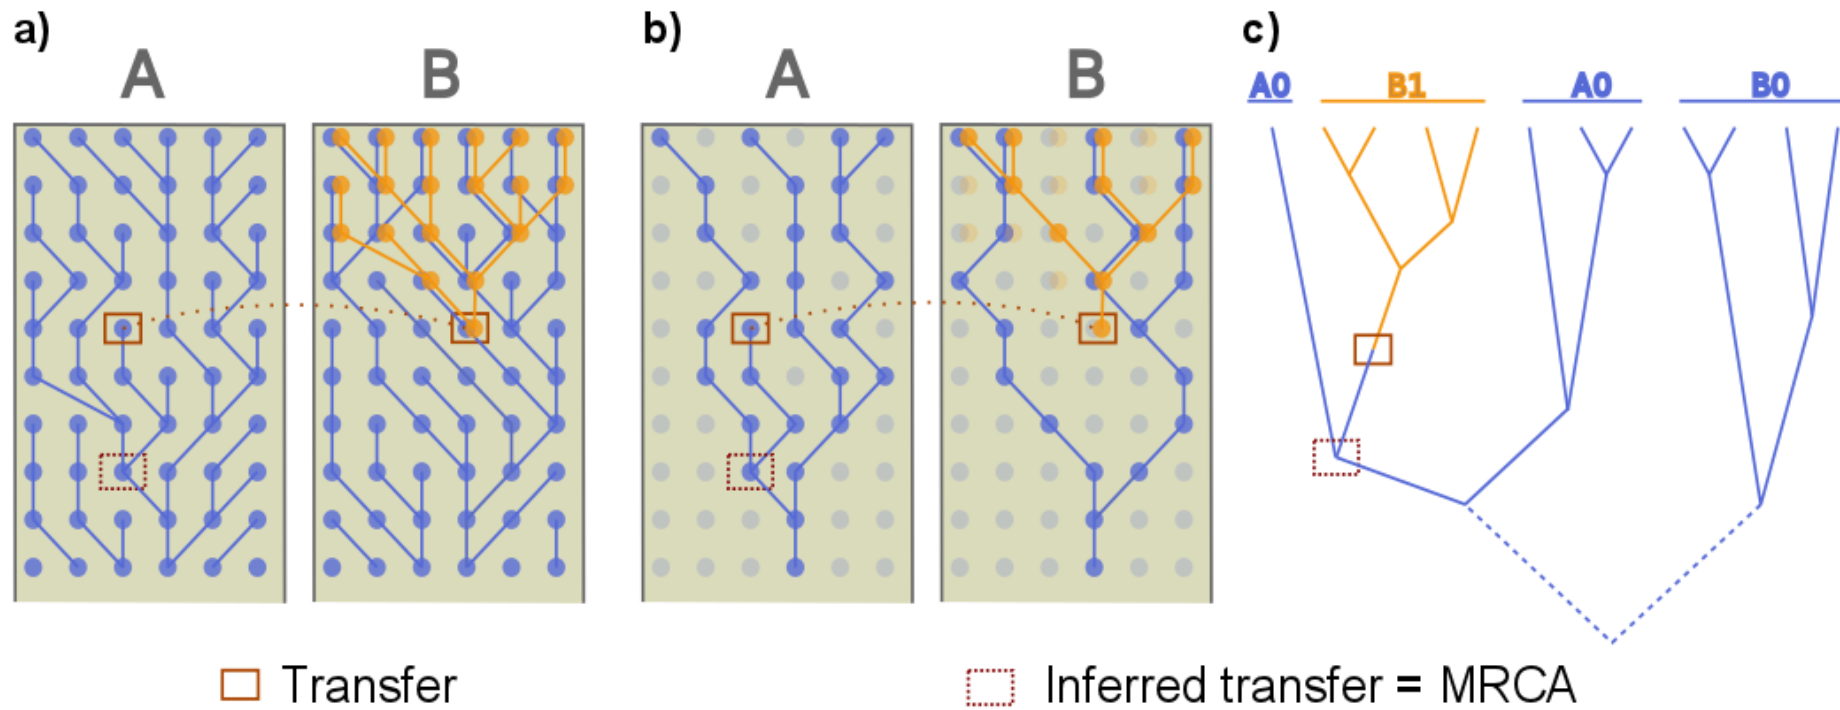 a)
A
B
b)
A
B
c)
A0
B1
A0
B0
Transfer
Inferred transfer = MRCA